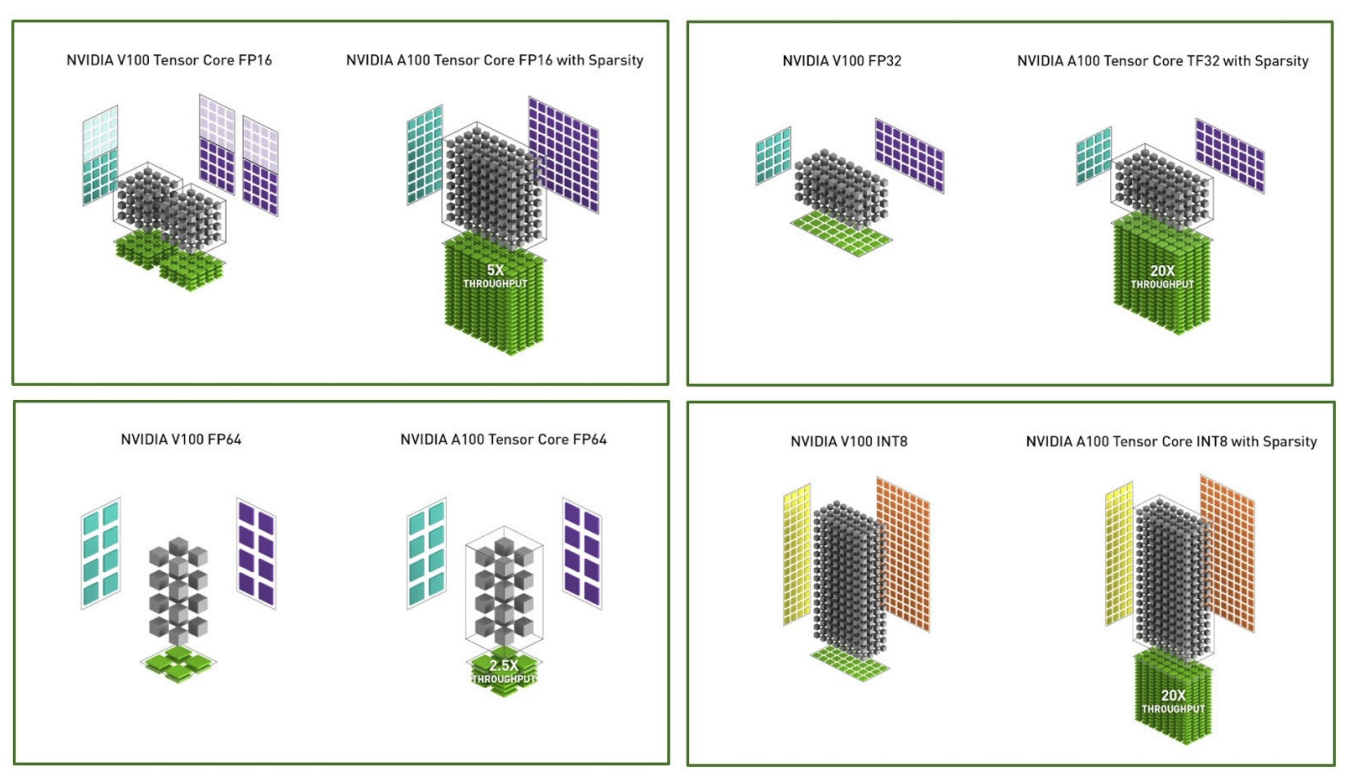 NVIDIA V100 Tensor Core FP16
NVIDIA A100 Tensor Core FP16 with Sparsity
5X
THROUGHPUT
NVIDIA V100 FP32
NVIDIA A100 Tensor Core TF32 with Sparsity
20X
THROUGHPUT
NVIDIA V100 FP64
NVIDIA A100 Tensor Core FP64
2.5X
THROUGHPUT
NVIDIA V100 INT8
NVIDIA A100 Tensor Core INT8 with Sparsity
20X
THROUGHPUT